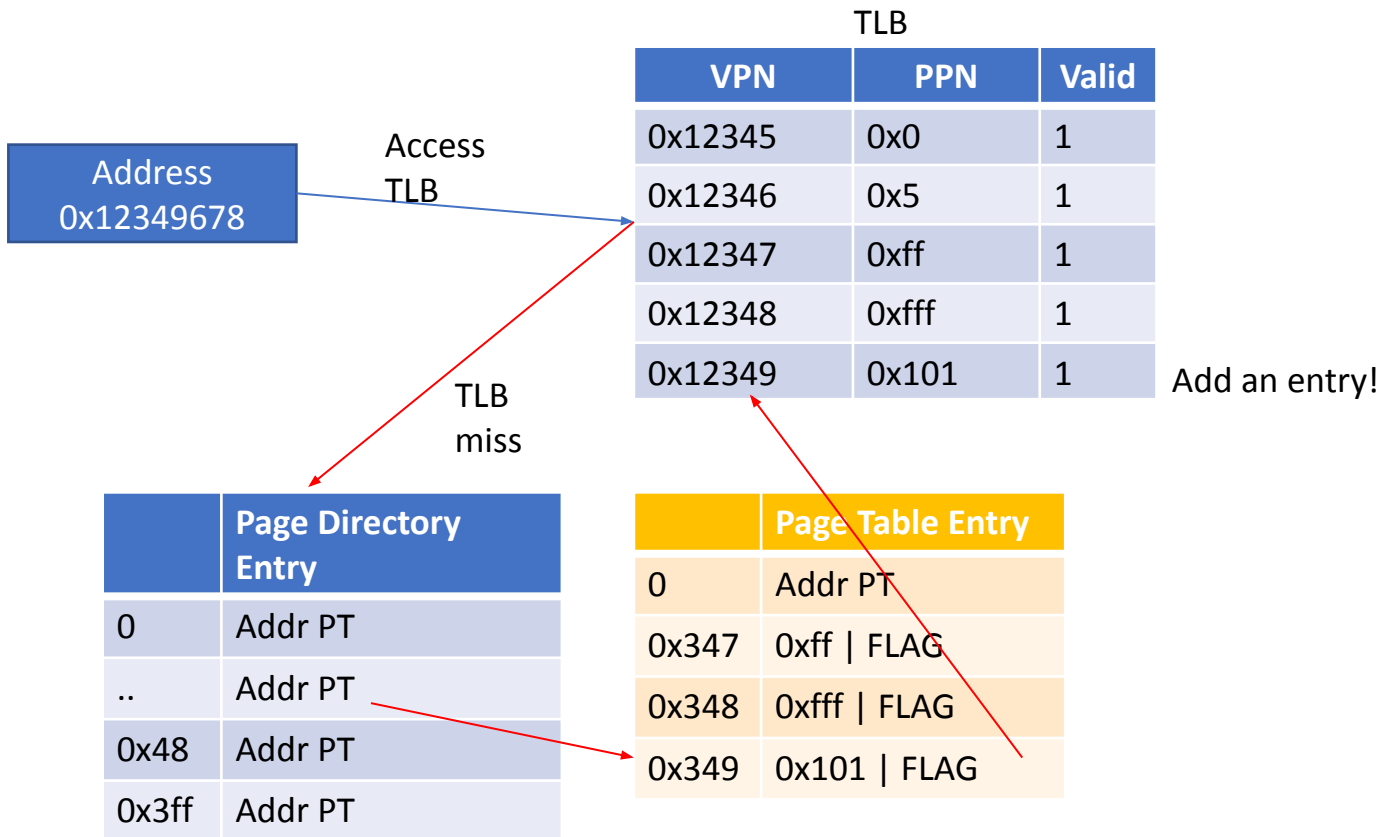 TLB
VPN PPN Valid
0x12345 0x0 1
0x12346 0x5 1
0x12347 0xff 1
0x12348 0xfff 1
0x12349 0x101 1
Add an entry!
Address
0x12349678
Access
TLB
TLB
miss
Page Directory
Entry
0 Addr PT
.. Addr PT
0x48 Addr PT
0x3ff Addr PT
Page Table Entry
0 Addr PT
0x347 0xff | FLAG
0x348 0xfff | FLAG
0x349 0x101 | FLAG